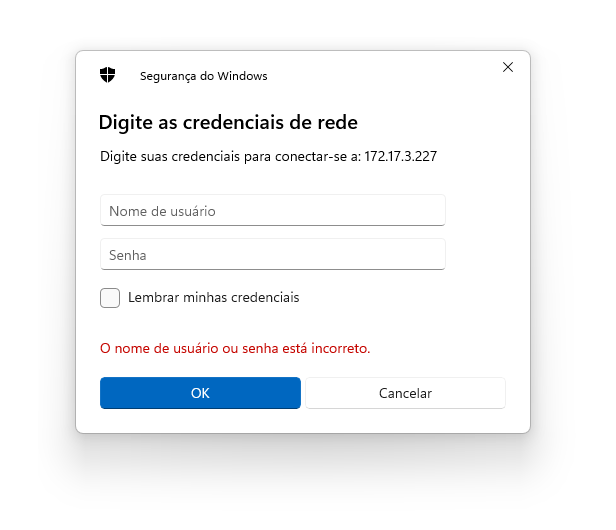 Segurança do Windows
Digite as credenciais de rede
Digite suas credenciais para conectar-se a: 172.17.3.227
Nome de usuário
Senha
Lembrar minhas credenciais
O nome de usuário ou senha está incorreto.
OK
Cancelar